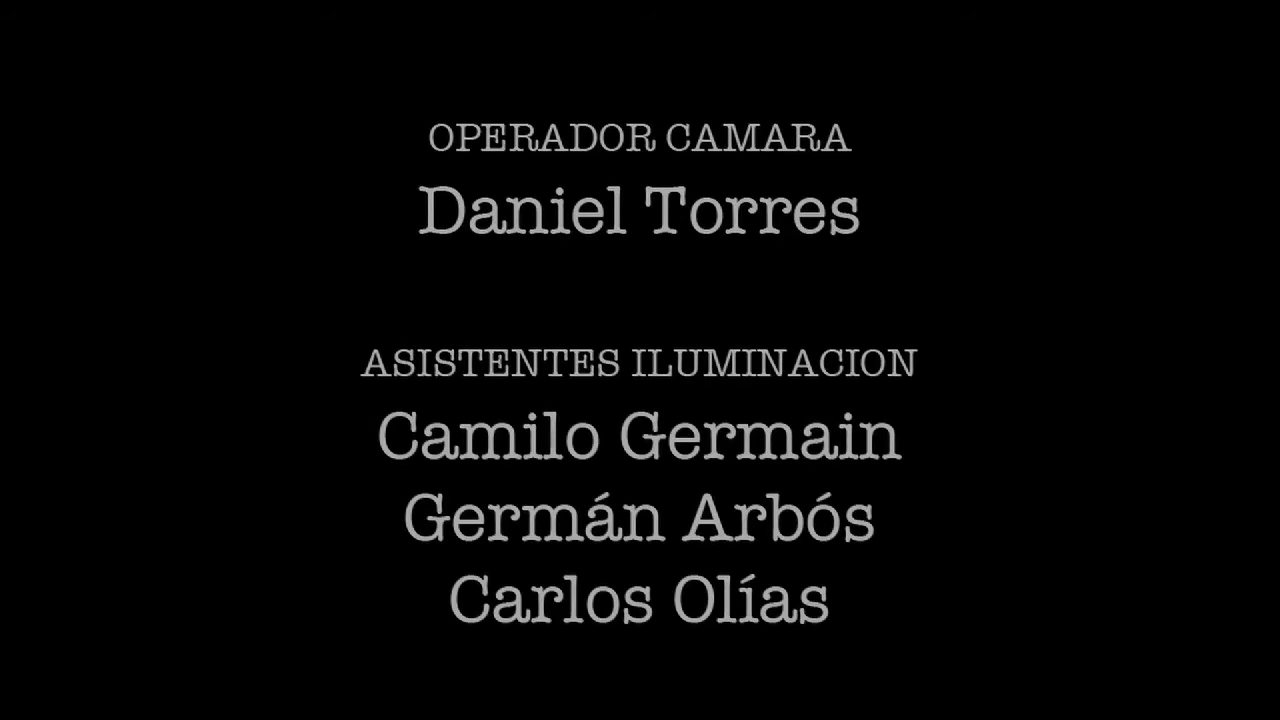 OPERADOR CAMARA
Daniel Torres
ASISTENTES ILUMINACION
Camilo Germain
Germán Arbós
Carlos Olías